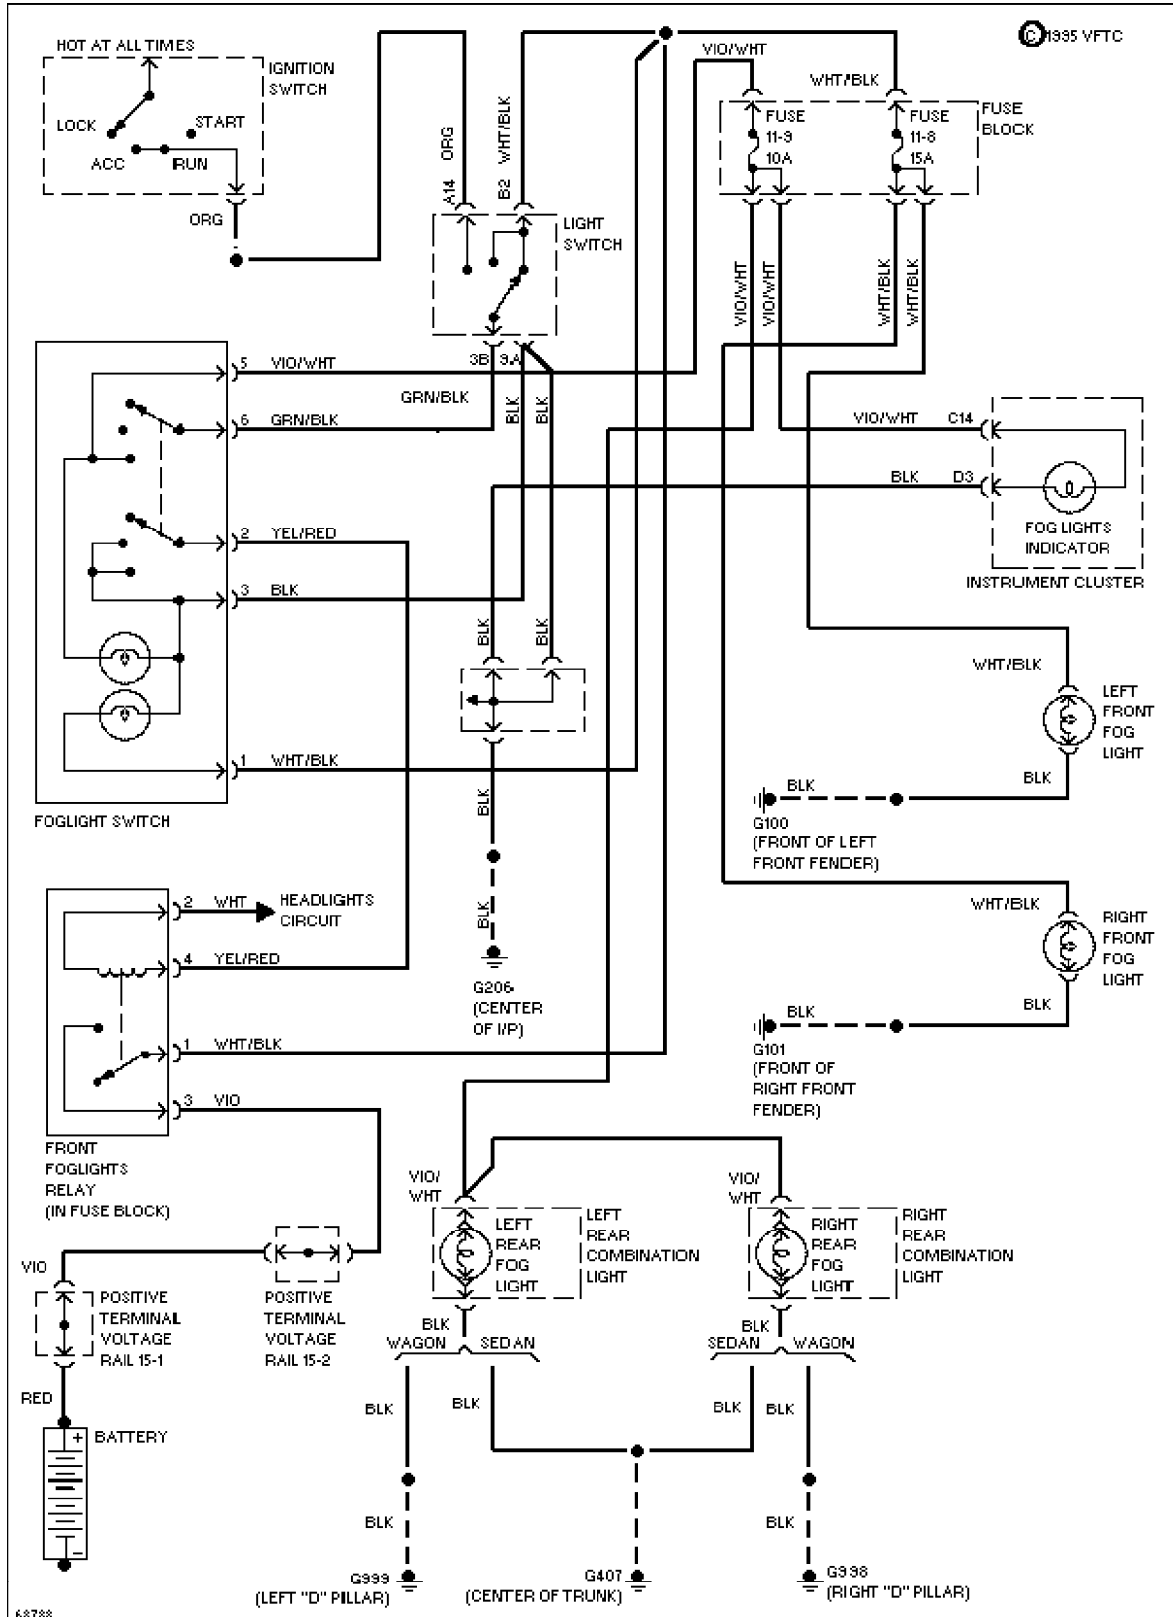 HOT AT ALL TIMES
IGNITION
SWITCH
LOCK
START
ACC
RUN
ORG
ORG
A14
WHT/BLK
B2
VIO/WHT
WHT/BLK
© 1995 VFTC
FUSE
11-9
10A
FUSE
11-8
15A
FUSE
BLOCK
LIGHT
SWITCH
3B
9A
VIO/WHT
VIO/WHT
WHT/BLK
WHT/BLK
5
VIO/WHT
GRN/BLK
6
GRN/BLK
BLK
BLK
VIO/WHT
C14
BLK
D3
FOG LIGHTS
INDICATOR
INSTRUMENT CLUSTER
2
YEL/RED
3
BLK
BLK
BLK
1
WHT/BLK
FOGLIGHT SWITCH
WHT/BLK
LEFT
FRONT
FOG
LIGHT
BLK
BLK
G100
(FRONT OF LEFT
FRONT FENDER)
BLK
BLK
G206
(CENTER
OF I/P)
2
WHT
HEADLIGHTS
CIRCUIT
4
YEL/RED
1
WHT/BLK
3
VIO
FRONT
FOGLIGHTS
RELAY
(IN FUSE BLOCK)
WHT/BLK
RIGHT
FRONT
FOG
LIGHT
BLK
BLK
G101
(FRONT OF
RIGHT FRONT
FENDER)
VIO/
WHT
LEFT
REAR
FOG
LIGHT
LEFT
REAR
COMBINATION
LIGHT
VIO/
WHT
RIGHT
REAR
FOG
LIGHT
RIGHT
REAR
COMBINATION
LIGHT
VIO
POSITIVE
TERMINAL
VOLTAGE
RAIL 15-1
POSITIVE
TERMINAL
VOLTAGE
RAIL 15-2
RED
+
BATTERY
-
BLK
WAGON
SEDAN
BLK
SEDAN
WAGON
BLK
BLK
BLK
BLK
BLK
BLK
G999
(LEFT "D" PILLAR)
G407
(CENTER OF TRUNK)
G998
(RIGHT "D" PILLAR)